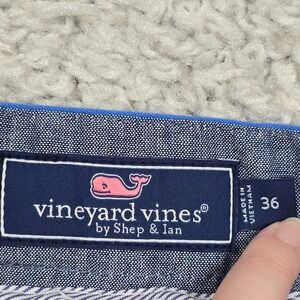 vineyard vines®
by Shep & Ian
MADE IN
VIETNAM
36